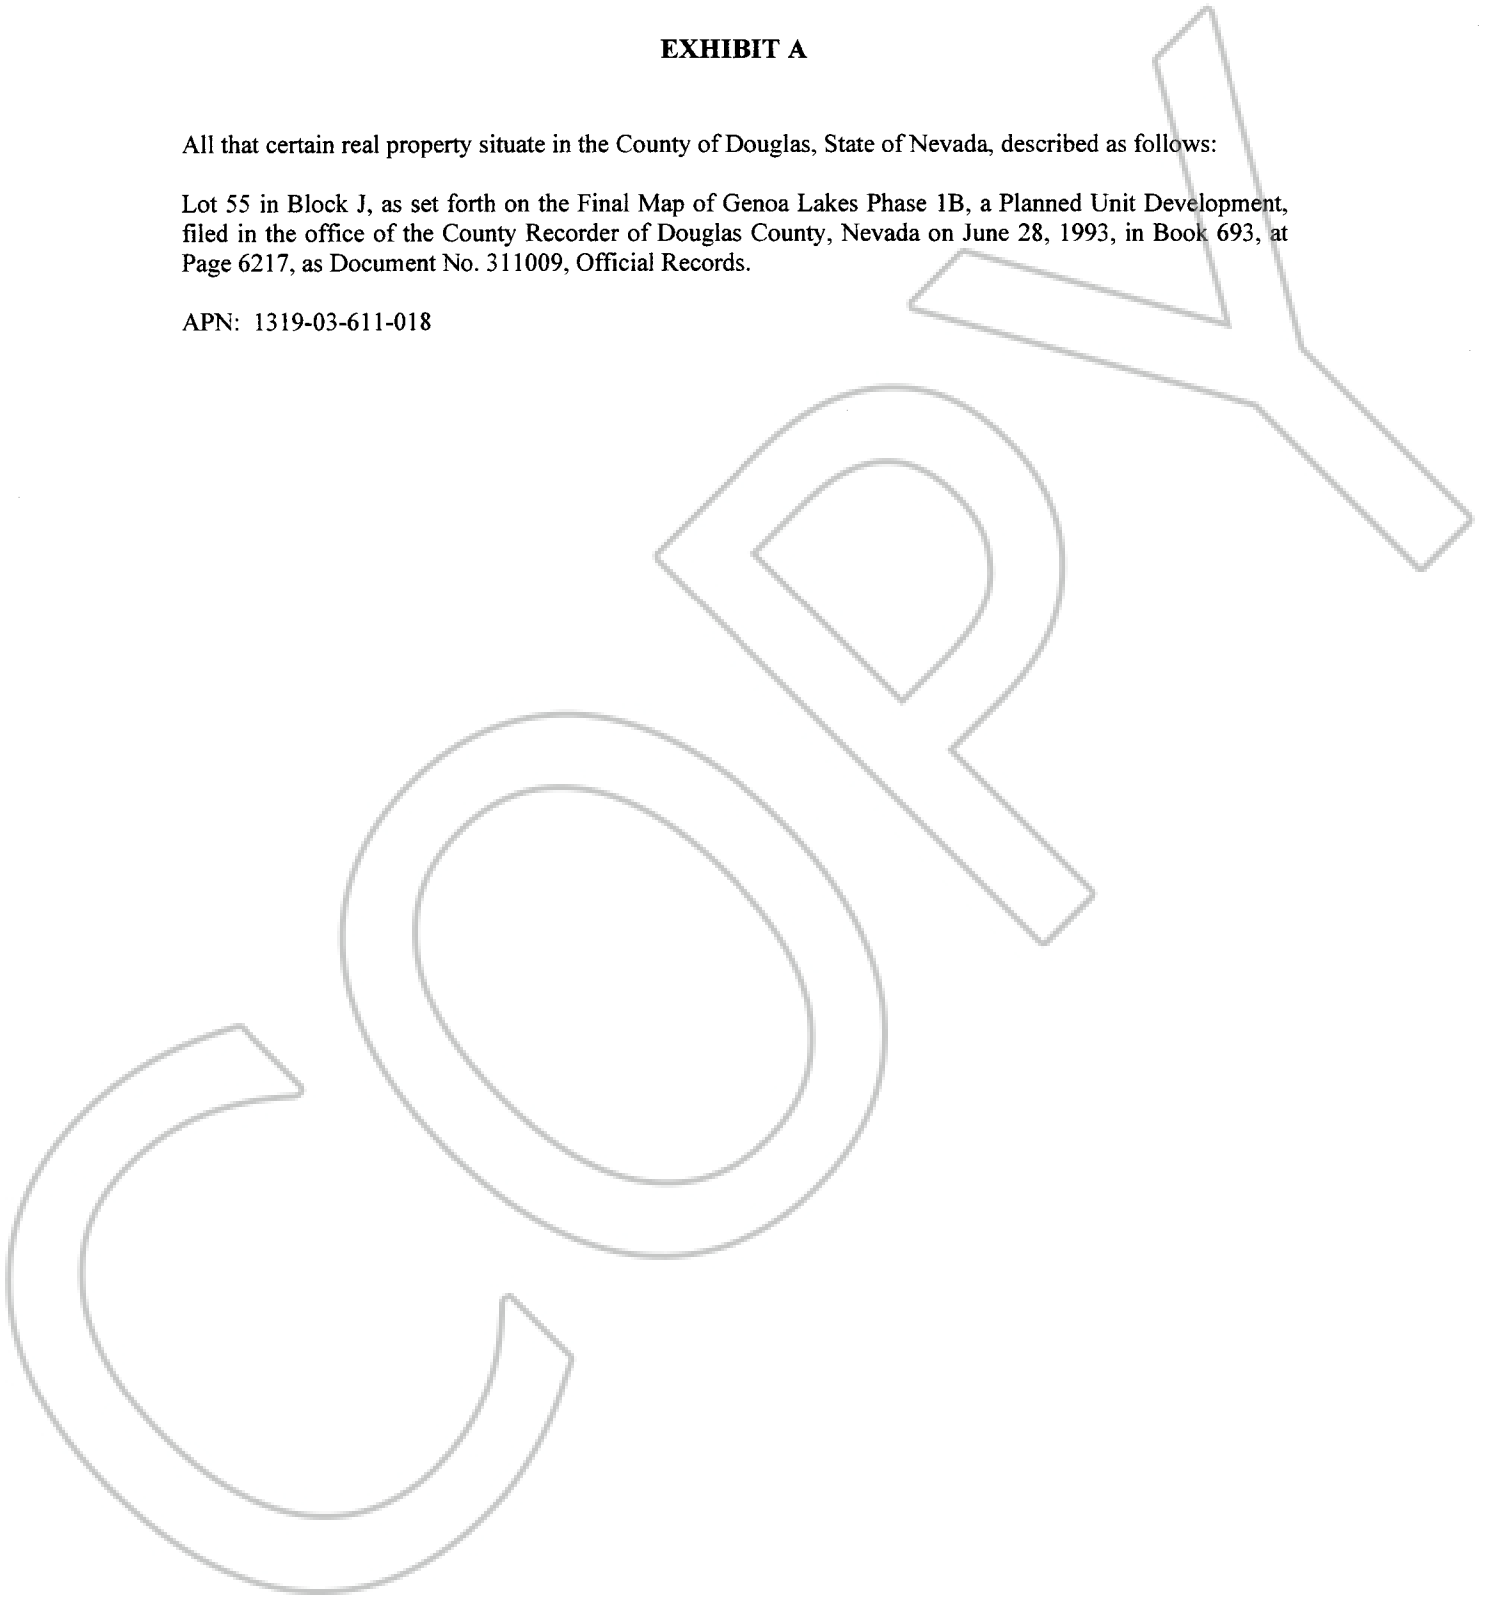 EXHIBIT A
All that certain real property situate in the County of Douglas, State of Nevada, described as follows:
Lot 55 in Block J, as set forth on the Final Map of Genoa Lakes Phase 1B, a Planned Unit Development,
filed in the office of the County Recorder of Douglas County, Nevada on June 28, 1993, in Book 693, at
Page 6217, as Document No. 311009, Official Records.
APN: 1319-03-611-018
COPY